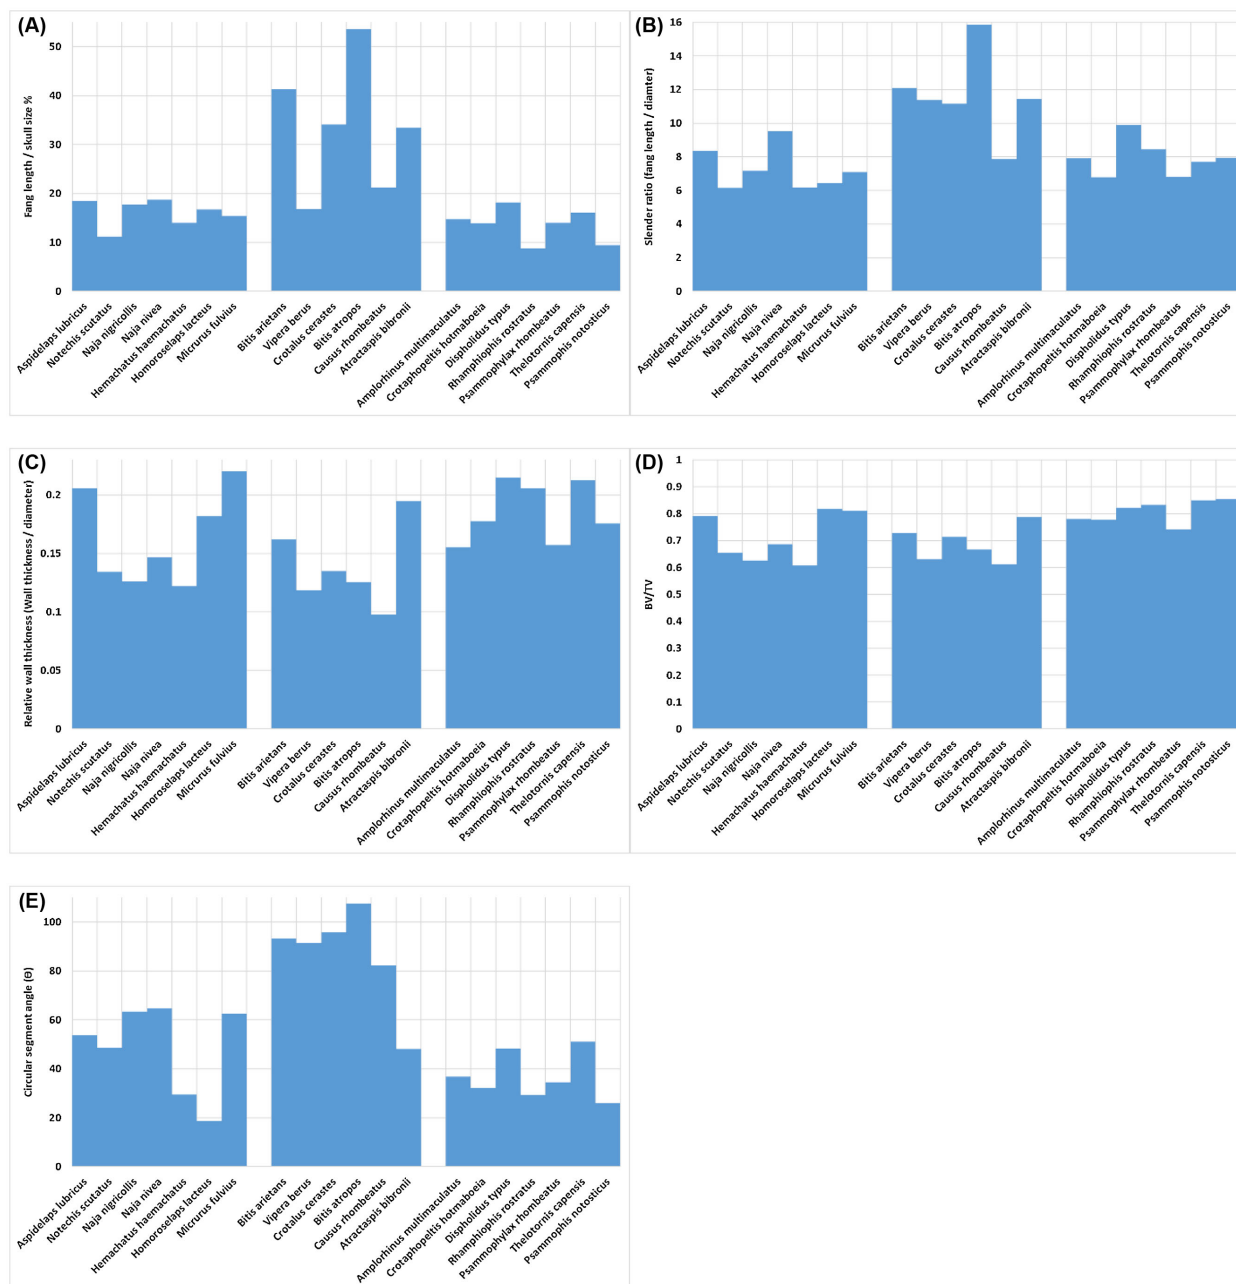 (A)
Fang length / skull size %
50
40
30
20
10
0
Aspidelaps lubricus
Notechis scutatus
Naja nigricollis
Naja nivea
Hemachatus haemachatus
Homoroselaps lacteus
Micrurus fulvius
Bitis arietans
Vipera berus
Crotalus cerastes
Bitis atropos
Causus rhombeatus
Atractaspis bibronii
Amplorhinus multimaculatus
Crotaphopeltis hotmaboeia
Dispholidus typus
Rhamphiophis rostratus
Psammophylax rhombeatus
Thelotornis capensis
Psammophis notosticus
(B)
Slender ratio (fang length / diamter)
16
14
12
10
8
6
4
2
0
Aspidelaps lubricus
Notechis scutatus
Naja nigricollis
Naja nivea
Hemachatus haemachatus
Homoroselaps lacteus
Micrurus fulvius
Bitis arietans
Vipera berus
Crotalus cerastes
Bitis atropos
Causus rhombeatus
Atractaspis bibronii
Amplorhinus multimaculatus
Crotaphopeltis hotmaboeia
Dispholidus typus
Rhamphiophis rostratus
Psammophylax rhombeatus
Thelotornis capensis
Psammophis notosticus
(C)
Relative wall thickness (Wall thickness / diameter)
0.2
0.15
0.1
0.05
0
Aspidelaps lubricus
Notechis scutatus
Naja nigricollis
Naja nivea
Hemachatus haemachatus
Homoroselaps lacteus
Micrurus fulvius
Bitis arietans
Vipera berus
Crotalus cerastes
Bitis atropos
Causus rhombeatus
Atractaspis bibronii
Amplorhinus multimaculatus
Crotaphopeltis hotmaboeia
Dispholidus typus
Rhamphiophis rostratus
Psammophylax rhombeatus
Thelotornis capensis
Psammophis notosticus
(D)
BV/TV
1
0.9
0.8
0.7
0.6
0.5
0.4
0.3
0.2
0.1
0
Aspidelaps lubricus
Notechis scutatus
Naja nigricollis
Naja nivea
Hemachatus haemachatus
Homoroselaps lacteus
Micrurus fulvius
Bitis arietans
Vipera berus
Crotalus cerastes
Bitis atropos
Causus rhombeatus
Atractaspis bibronii
Amplorhinus multimaculatus
Crotaphopeltis hotmaboeia
Dispholidus typus
Rhamphiophis rostratus
Psammophylax rhombeatus
Thelotornis capensis
Psammophis notosticus
(E)
Circular segment angle (Θ)
100
80
60
40
20
0
Aspidelaps lubricus
Notechis scutatus
Naja nigricollis
Naja nivea
Hemachatus haemachatus
Homoroselaps lacteus
Micrurus fulvius
Bitis arietans
Vipera berus
Crotalus cerastes
Bitis atropos
Causus rhombeatus
Atractaspis bibronii
Amplorhinus multimaculatus
Crotaphopeltis hotmaboeia
Dispholidus typus
Rhamphiophis rostratus
Psammophylax rhombeatus
Thelotornis capensis
Psammophis notosticus